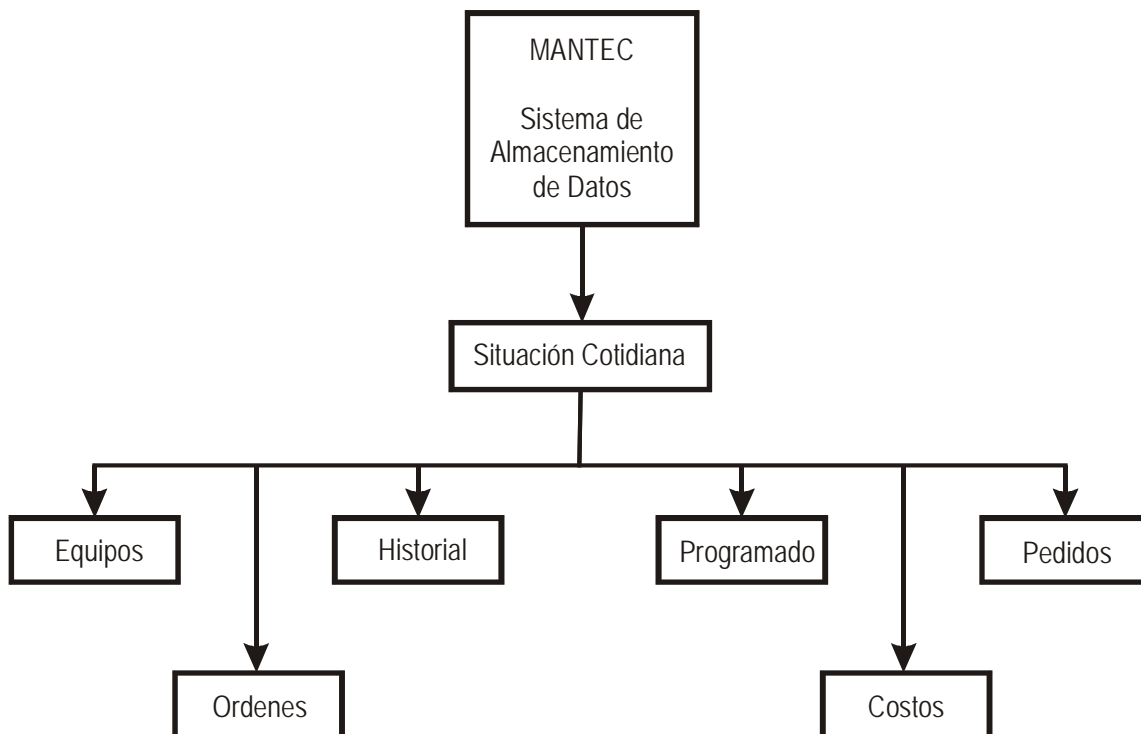 MANTEC
Sistema de
Almacenamiento
de Datos
Situación Cotidiana
Equipos
Historial
Programado
Pedidos
Ordenes
Costos